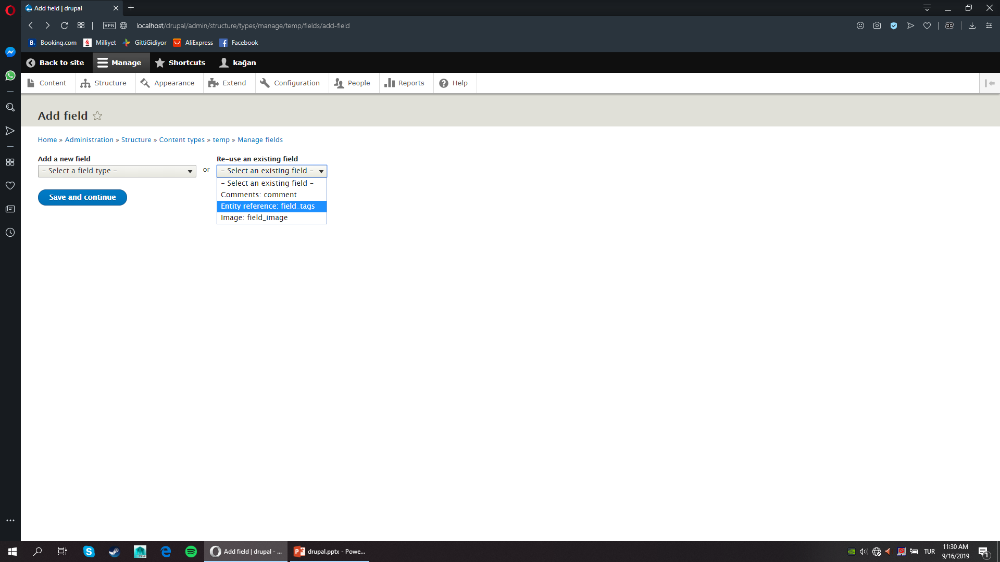 Add field | drupal
VPN
localhost/drupal/admin/structure/types/manage/temp/fields/add-field
B. Booking.com Milliyet GittiGidiyor AliExpress Facebook
Back to site Manage Shortcuts kağan
Content Structure Appearance Extend Configuration People Reports Help
Add field
Home » Administration » Structure » Content types » temp » Manage fields
Add a new field
- Select a field type -
or
Re-use an existing field
- Select an existing field -
- Select an existing field -
Comments: comment
Entity reference: field_tags
Image: field_image
Save and continue
Add field | drupal - ...
drupal.pptx - Powe...
TUR
11:30 AM
9/16/2019
1